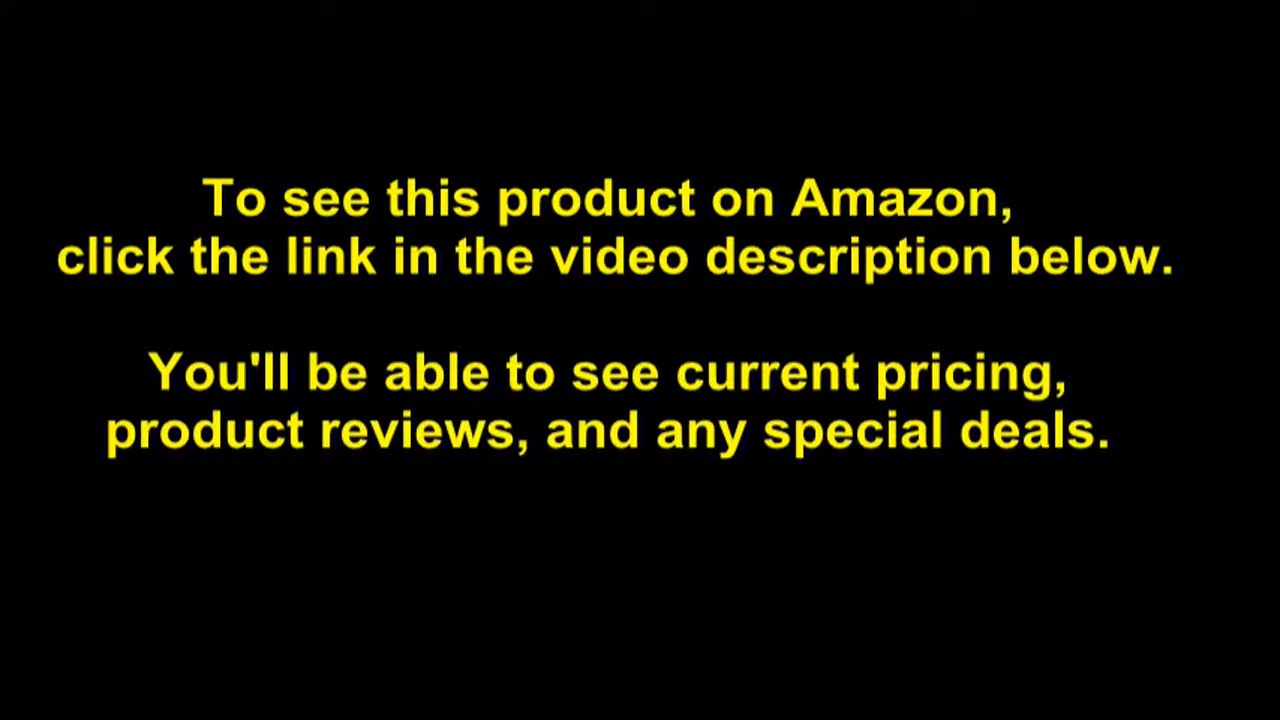 To see this product on Amazon,
click the link in the video description below.
You'll be able to see current pricing,
product reviews, and any special deals.